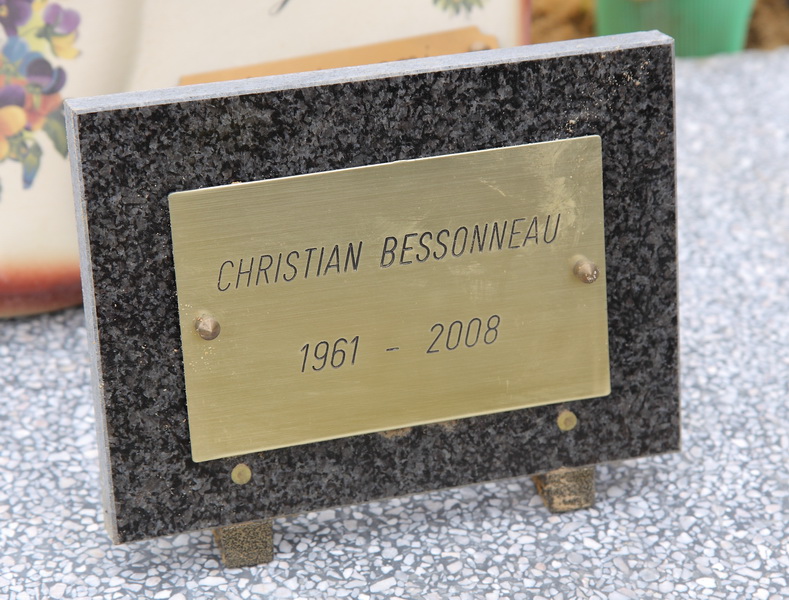 CHRISTIAN BESSONNEAU
1961 - 2008